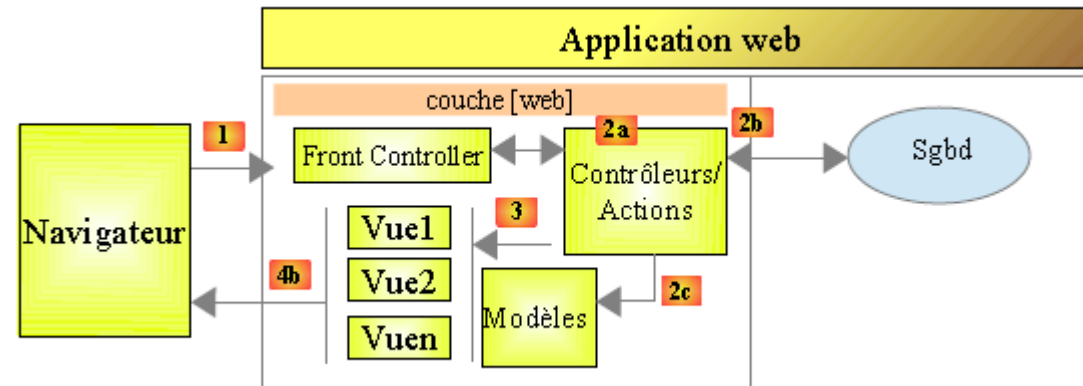 Application web
couche [web]
1
2a
2b
Front Controller
Contrôleurs/
Actions
Sgbd
Navigateur
3
Vue1
4b
Vue2
2c
Modèles
Vuen